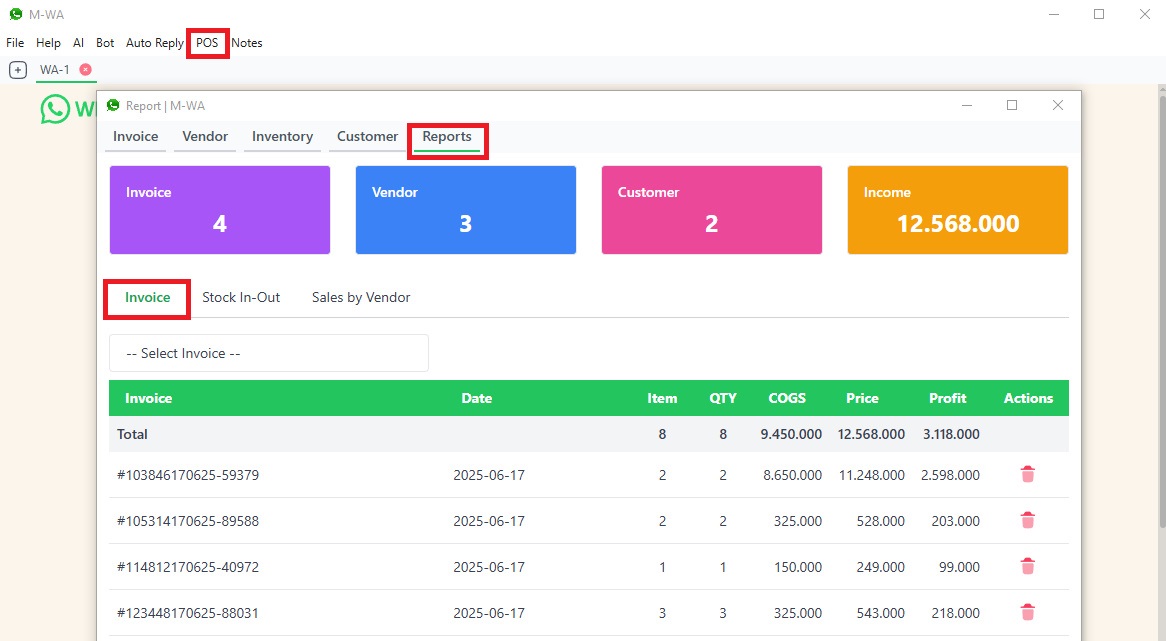 M-WA
File Help AI Bot Auto Reply POS Notes
WA-1
Report | M-WA
Invoice Vendor Inventory Customer Reports
Invoice Vendor Customer Income
4 3 2 12.568.000
Invoice Stock In-Out Sales by Vendor
-- Select Invoice --
Invoice Date Item QTY COGS Price Profit Actions
Total 8 8 9.450.000 12.568.000 3.118.000
#103846170625-59379 2025-06-17 2 2 8.650.000 11.248.000 2.598.000
#105314170625-89588 2025-06-17 2 2 325.000 528.000 203.000
#114812170625-40972 2025-06-17 1 1 150.000 249.000 99.000
#123448170625-88031 2025-06-17 3 3 325.000 543.000 218.000